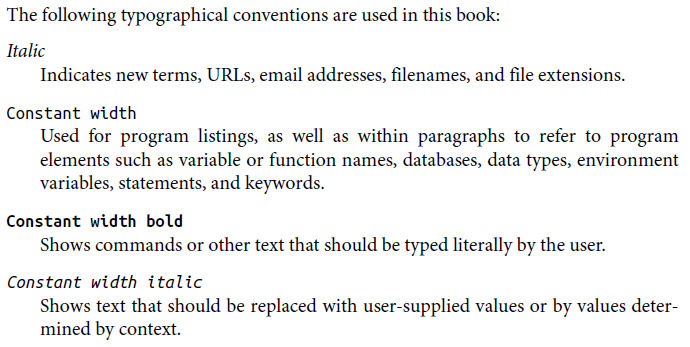 The following typographical conventions are used in this book:
Italic
Indicates new terms, URLs, email addresses, filenames, and file extensions.
Constant width
Used for program listings, as well as within paragraphs to refer to program
elements such as variable or function names, databases, data types, environment
variables, statements, and keywords.
Constant width bold
Shows commands or other text that should be typed literally by the user.
Constant width italic
Shows text that should be replaced with user-supplied values or by values deter-
mined by context.